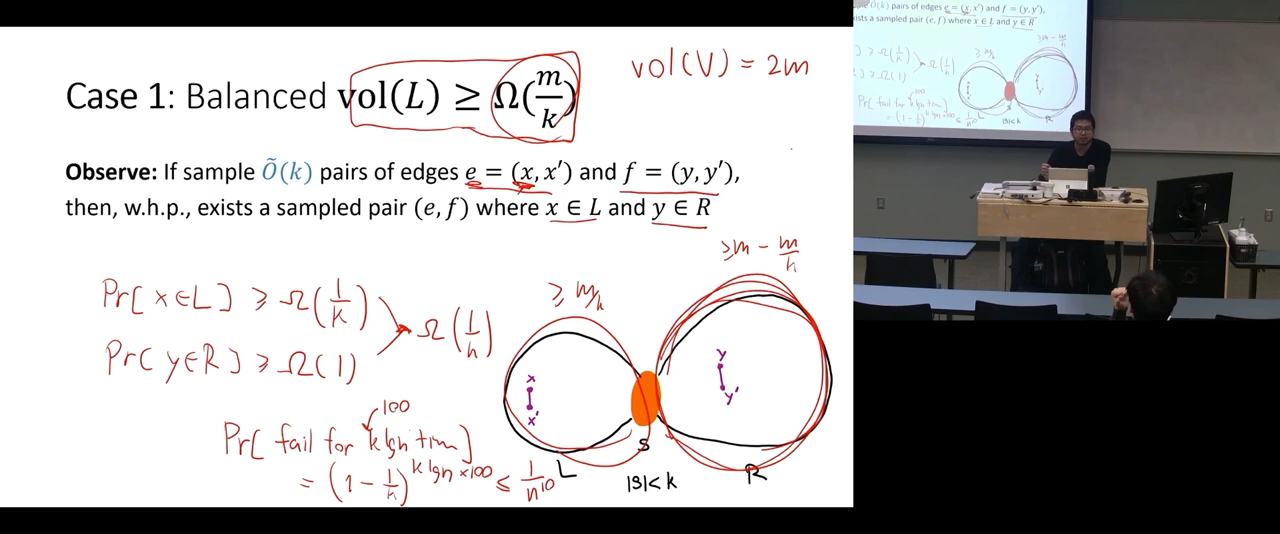 vol(V) = 2m
Case 1: Balanced vol(L) ≥ Ω(m/k)
Observe: If sample Õ(k) pairs of edges e = (x, x′) and f = (y, y′),
then, w.h.p., exists a sampled pair (e, f) where x ∈ L and y ∈ R
Pr[x∈L] ≥ Ω(1/k)
Pr[y∈R] ≥ Ω(1)
Ω(1/k)
100
Pr[fail for k lgn time]
= (1 - 1/k)^{k lgn × 100} ≤ 1/n^{10}
≥ m/k
≥ m - m/k
x
x'
y
y'
S
L
|S| < k
R